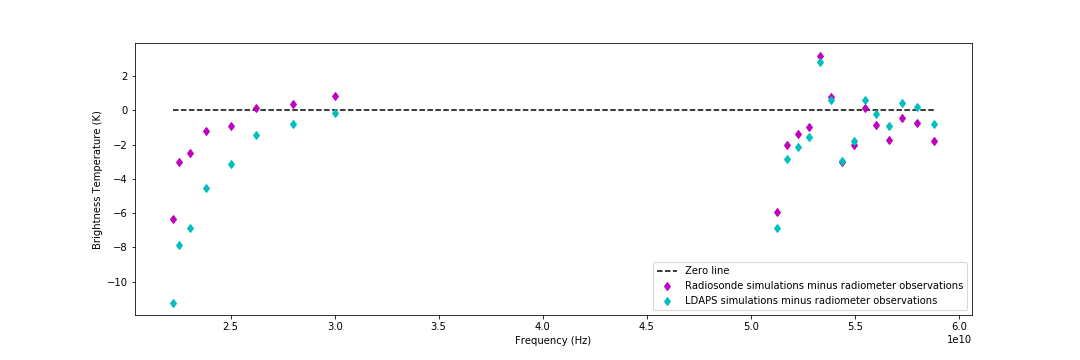 2
0
−2
−4
−6
−8
−10
Brightness Temperature (K)
Zero line
Radiosonde simulations minus radiometer observations
LDAPS simulations minus radiometer observations
2.5 3.0 3.5 4.0 4.5 5.0 5.5 6.0
1e10
Frequency (Hz)